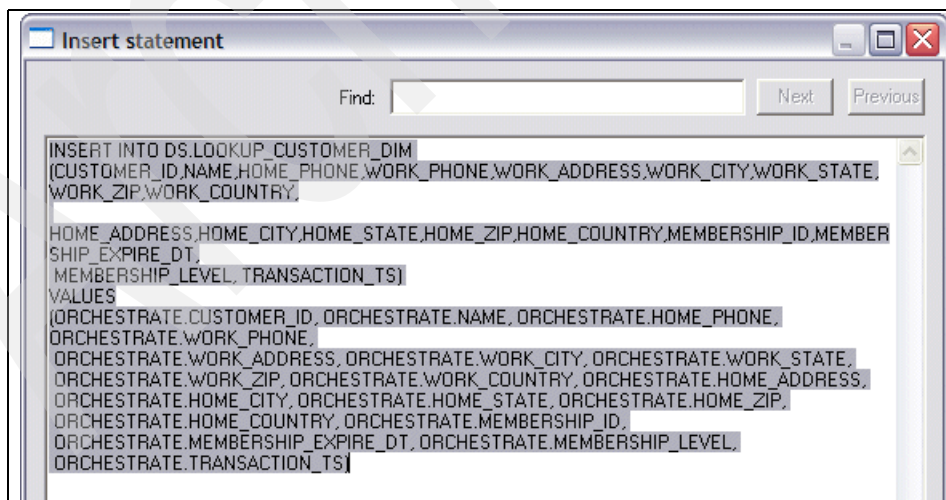 Insert statement
Find:
Next
Previous
INSERT INTO DS.LOOKUP_CUSTOMER_DIM
(CUSTOMER_ID,NAME,HOME_PHONE,WORK_PHONE,WORK_ADDRESS,WORK_CITY,WORK_STATE,
WORK_ZIP,WORK_COUNTRY,
HOME_ADDRESS,HOME_CITY,HOME_STATE,HOME_ZIP,HOME_COUNTRY,MEMBERSHIP_ID,MEMBER
SHIP_EXPIRE_DT,
MEMBERSHIP_LEVEL, TRANSACTION_TS)
VALUES
(ORCHESTRATE.CUSTOMER_ID, ORCHESTRATE.NAME, ORCHESTRATE.HOME_PHONE,
ORCHESTRATE.WORK_PHONE,
ORCHESTRATE.WORK_ADDRESS, ORCHESTRATE.WORK_CITY, ORCHESTRATE.WORK_STATE,
ORCHESTRATE.WORK_ZIP, ORCHESTRATE.WORK_COUNTRY, ORCHESTRATE.HOME_ADDRESS,
ORCHESTRATE.HOME_CITY, ORCHESTRATE.HOME_STATE, ORCHESTRATE.HOME_ZIP,
ORCHESTRATE.HOME_COUNTRY, ORCHESTRATE.MEMBERSHIP_ID,
ORCHESTRATE.MEMBERSHIP_EXPIRE_DT, ORCHESTRATE.MEMBERSHIP_LEVEL,
ORCHESTRATE.TRANSACTION_TS)